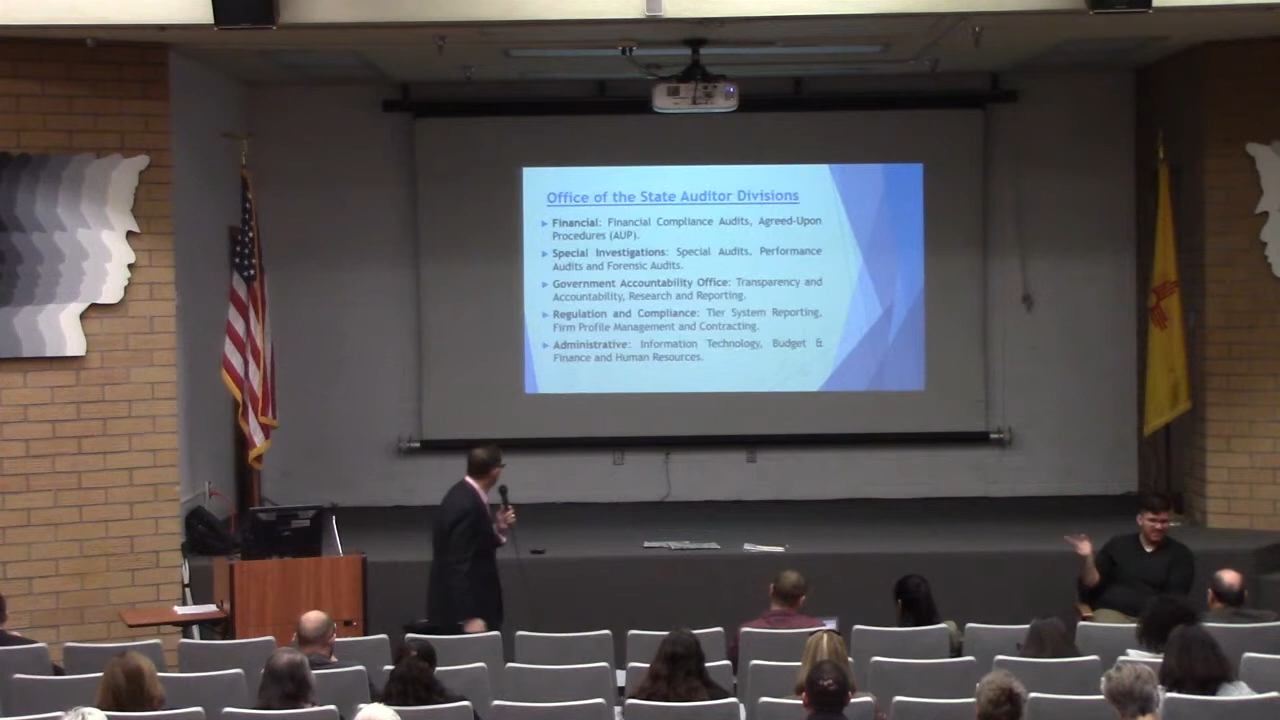 Office of the State Auditor Divisions
Financial: Financial Compliance Audits, Agreed-Upon
Procedures (AUP).
Special Investigations: Special Audits, Performance
Audits and Forensic Audits.
Government Accountability Office: Transparency and
Accountability, Research and Reporting.
Regulation and Compliance: Tier System Reporting,
Firm Profile Management and Contracting.
Administrative: Information Technology, Budget &
Finance and Human Resources.